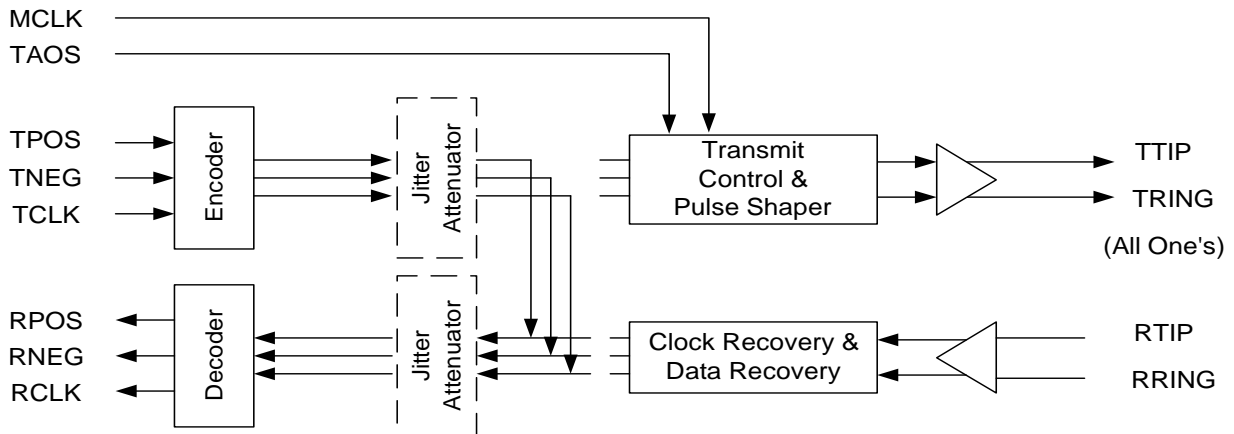 MCLK
TAOS
TPOS
TNEG
TCLK
Encoder
Jitter
Attenuator
Transmit
Control &
Pulse Shaper
TTIP
TRING
(All One's)
RPOS
RNEG
RCLK
Decoder
Jitter
Attenuator
Clock Recovery &
Data Recovery
RTIP
RRING